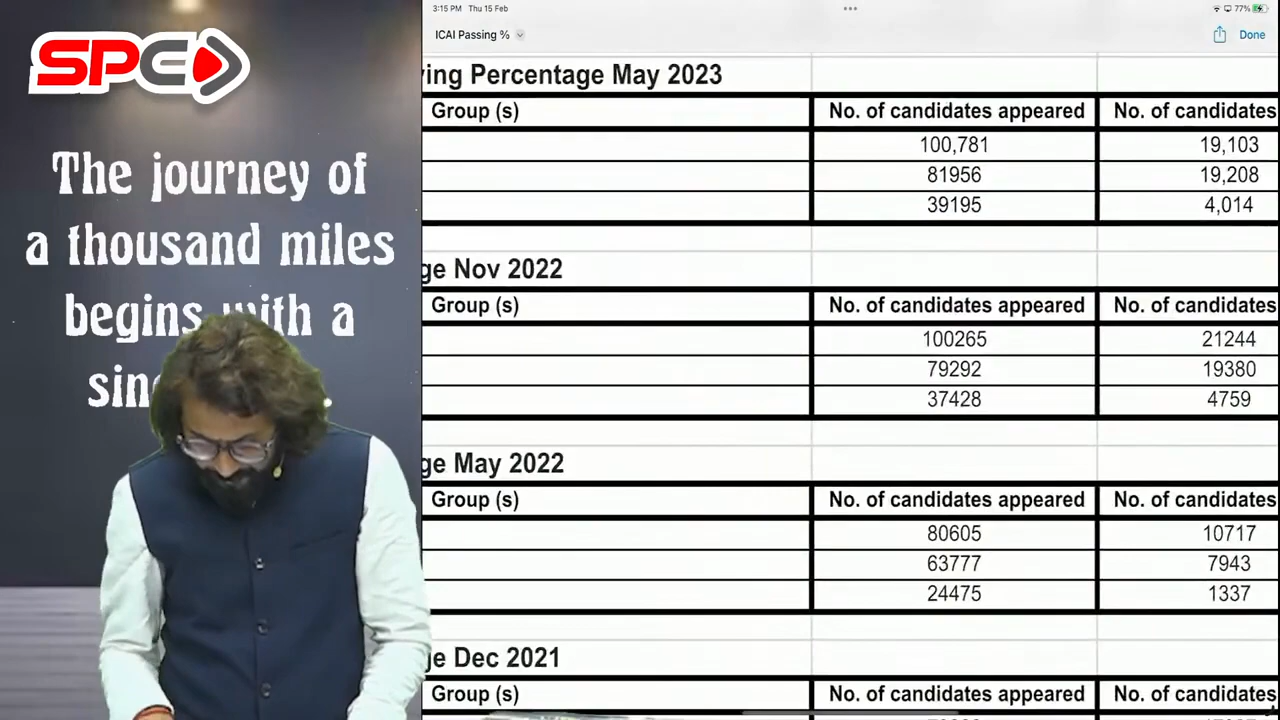 SPC
The journey of
a thousand miles
begins with a
3:15 PM Thu 15 Feb
77%
ICAI Passing %
Done
ing Percentage May 2023
Group (s) No. of candidates appeared No. of candidates
100,781 19,103
81956 19,208
39195 4,014
ge Nov 2022
Group (s) No. of candidates appeared No. of candidates
100265 21244
79292 19380
37428 4759
ge May 2022
Group (s) No. of candidates appeared No. of candidates
80605 10717
63777 7943
24475 1337
ge Dec 2021
Group (s) No. of candidates appeared No. of candidates